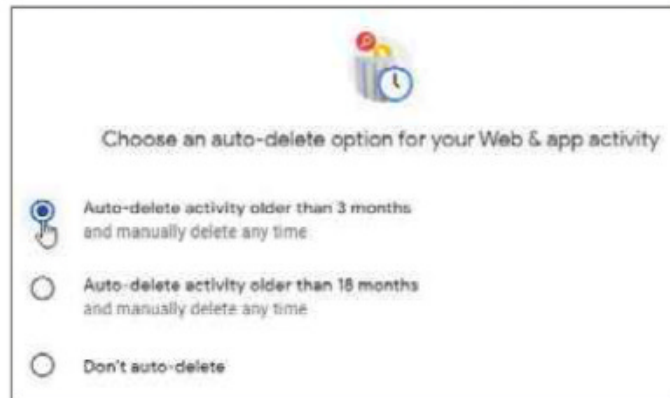 Choose an auto-delete option for your Web & app activity
Auto-delete activity older than 3 months
and manually delete any time
Auto-delete activity older than 18 months
and manually delete any time
Don't auto-delete